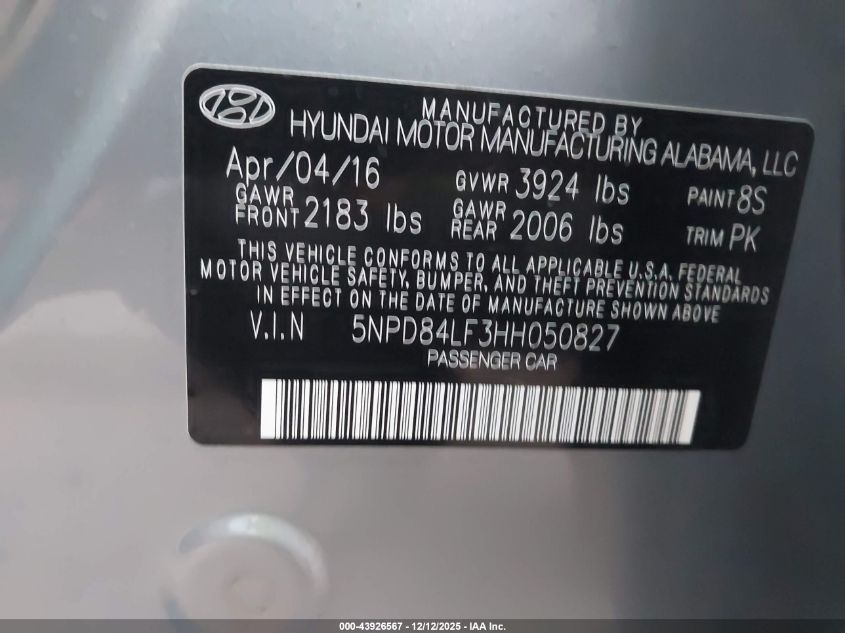 MANUFACTURED BY
HYUNDAI MOTOR MANUFACTURING ALABAMA, LLC
Apr/04/16 GVWR 3924 lbs PAINT 8S
GAWR FRONT 2183 lbs GAWR REAR 2006 lbs TRIM PK
THIS VEHICLE CONFORMS TO ALL APPLICABLE U.S.A. FEDERAL
MOTOR VEHICLE SAFETY, BUMPER, AND THEFT PREVENTION STANDARDS
IN EFFECT ON THE DATE OF MANUFACTURE SHOWN ABOVE
V.I.N 5NPD84LF3HH050827
PASSENGER CAR
000-43926567 - 12/12/2025 - IAA Inc.